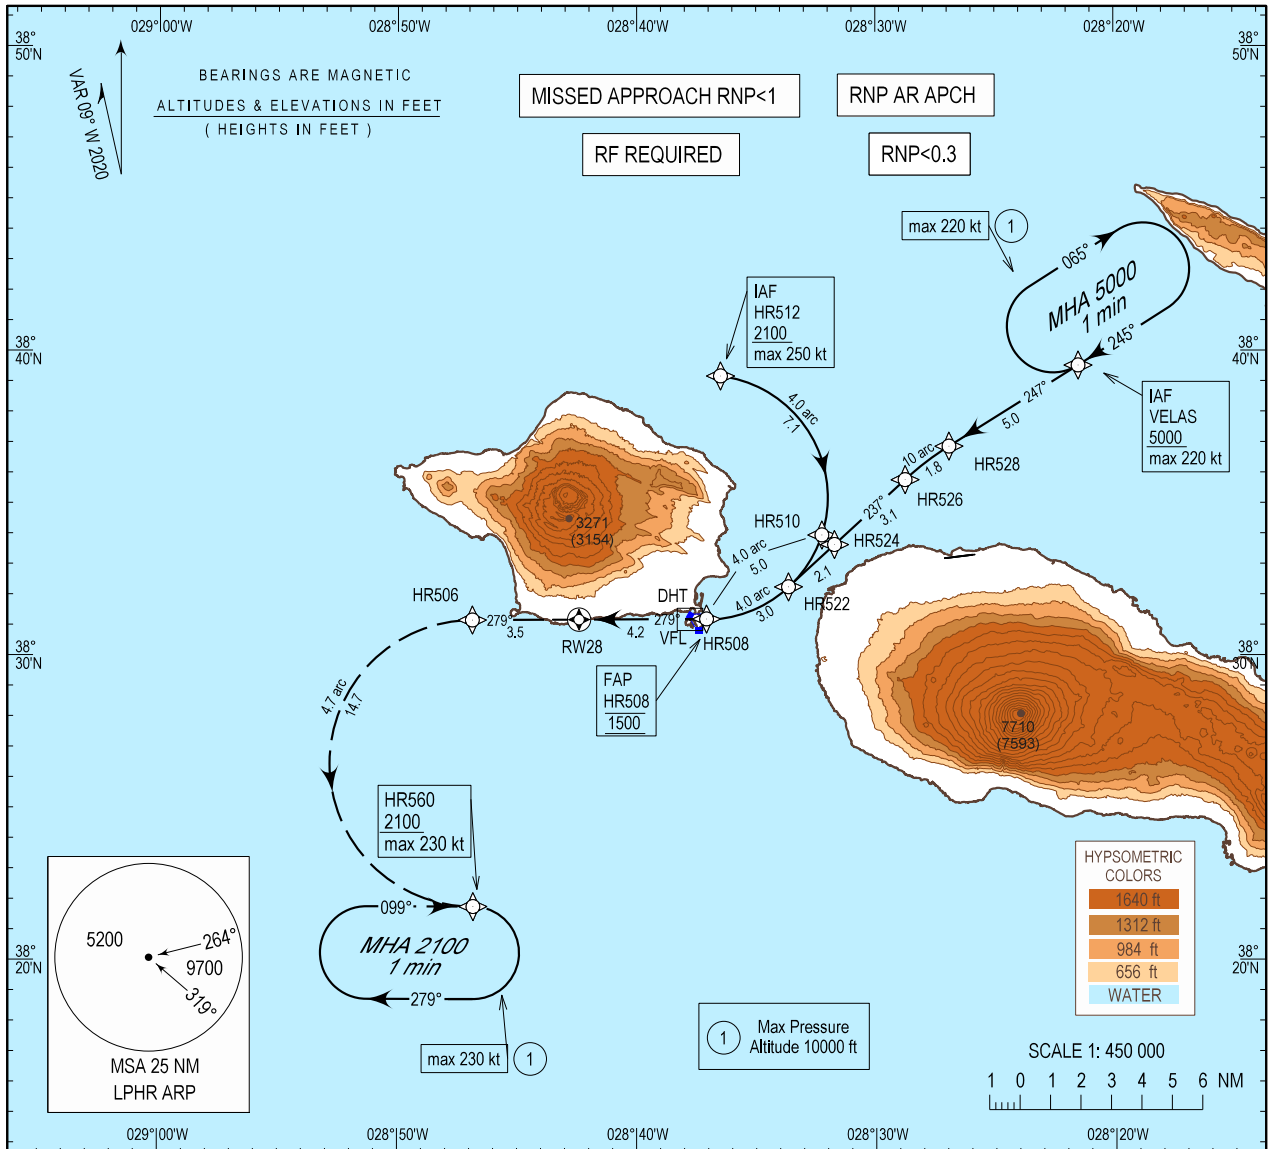 029°00'W
028°50'W
028°40'W
028°30'W
028°20'W
38°
50'N
38°
50'N
VAR 09° W 2020
BEARINGS ARE MAGNETIC
ALTITUDES & ELEVATIONS IN FEET
( HEIGHTS IN FEET )
MISSED APPROACH RNP<1
RNP AR APCH
RF REQUIRED
RNP<0.3
max 220 kt
1
065°
MHA 5000
1 min
245°
IAF
HR512
2100
max 250 kt
38°
40'N
38°
40'N
IAF
VELAS
5000
max 220 kt
247°
5.0
4.0 arc
7.1
HR528
10 arc
1.8
HR526
237°
3.1
HR510
HR524
3271
(3154)
4.0 arc
5.0
2.1
HR522
4.0 arc
3.0
DHT
HR506
279°
3.5
RW28
4.2
279°
VFL
HR508
38°
30'N
38°
30'N
FAP
HR508
1500
4.7 arc
14.7
7710
(7593)
HR560
2100
max 230 kt
099°
MHA 2100
1 min
279°
max 230 kt
1
5200
264°
9700
319°
MSA 25 NM
LPHR ARP
38°
20'N
38°
20'N
HYPSOMETRIC
COLORS
1640 ft
1312 ft
984 ft
656 ft
WATER
1
Max Pressure
Altitude 10000 ft
SCALE 1: 450 000
1 0 1 2 3 4 5 6 NM
029°00'W
028°50'W
028°40'W
028°30'W
028°20'W